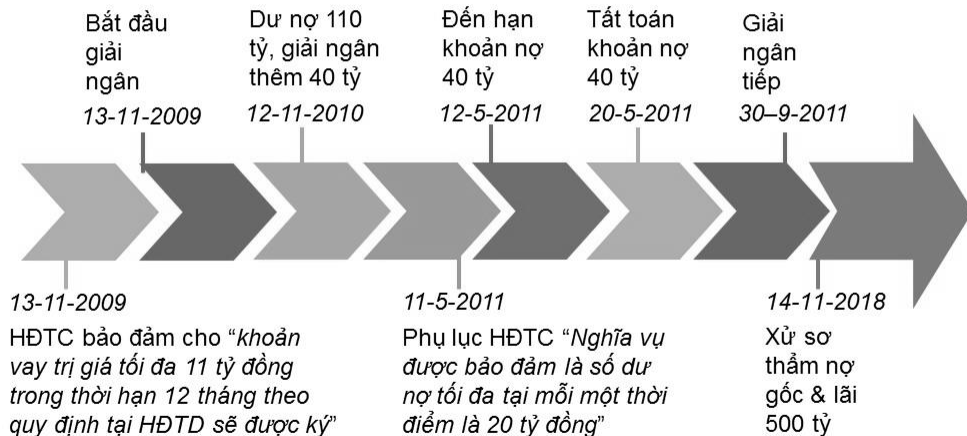 Bắt đầu
giải
ngân
13-11-2009
Dư nợ 110
tỷ, giải ngân
thêm 40 tỷ
12-11-2010
Đến hạn
khoản nợ
40 tỷ
12-5-2011
Tất toán
khoản nợ
40 tỷ
20-5-2011
Giải
ngân
tiếp
30–9-2011
13-11-2009
HĐTC bảo đảm cho “khoản
vay trị giá tối đa 11 tỷ đồng
trong thời hạn 12 tháng theo
quy định tại HĐTD sẽ được ký”
11-5-2011
Phụ lục HĐTC “Nghĩa vụ
được bảo đảm là số dư
nợ tối đa tại mỗi một thời
điểm là 20 tỷ đồng”
14-11-2018
Xử sơ
thẩm nợ
gốc & lãi
500 tỷ